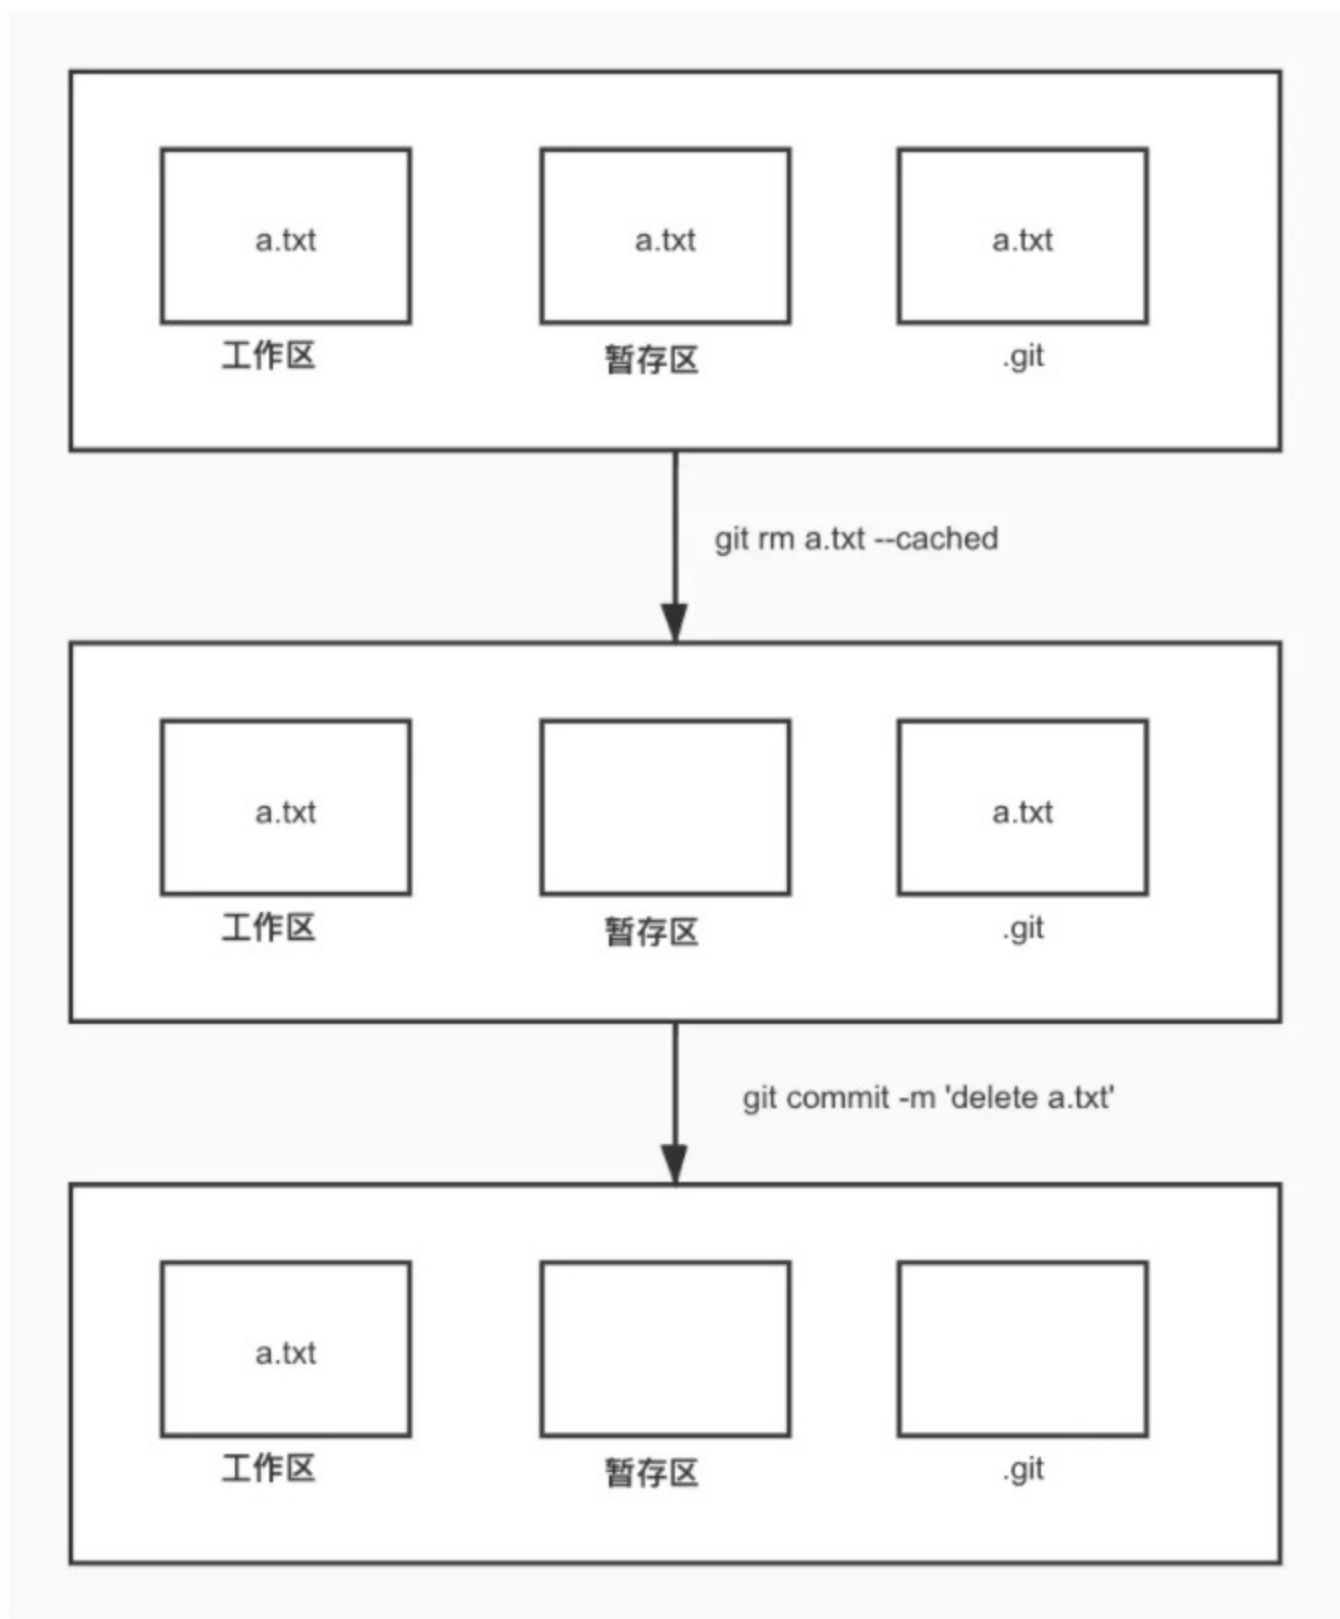 a.txt a.txt a.txt
工作区 暂存区 .git
git rm a.txt --cached
a.txt a.txt
工作区 暂存区 .git
git commit -m 'delete a.txt'
a.txt
工作区 暂存区 .git